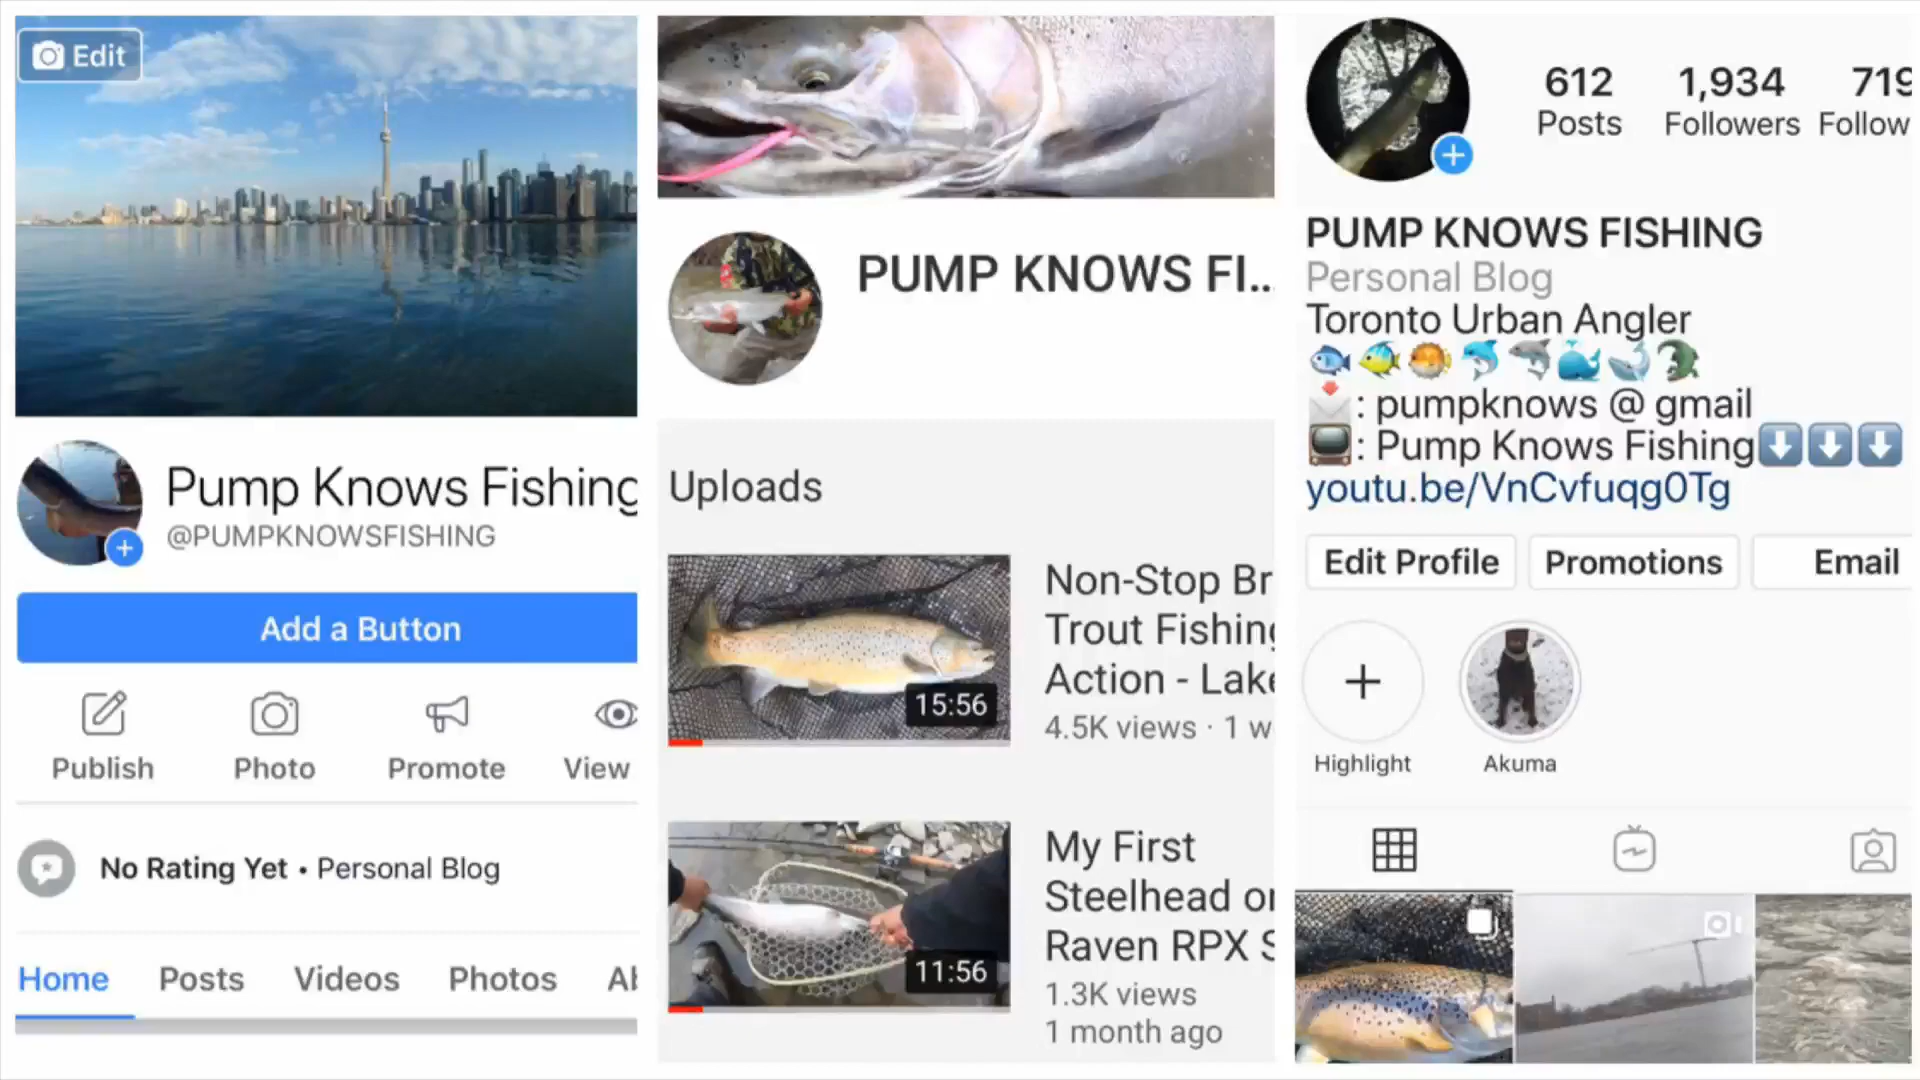 Edit
Pump Knows Fishing
@PUMPKNOWSFISHING
Add a Button
Publish
Photo
Promote
View
No Rating Yet • Personal Blog
Home
Posts
Videos
Photos
PUMP KNOWS FI...
Uploads
15:56
Non-Stop Br
Trout Fishing
Action - Lake
4.5K views · 1 w
11:56
My First
Steelhead on
Raven RPX S
1.3K views
1 month ago
612
Posts
1,934
Followers
719
Follow
PUMP KNOWS FISHING
Personal Blog
Toronto Urban Angler
: pumpknows @ gmail
: Pump Knows Fishing
youtu.be/VnCvfuqg0Tg
Edit Profile
Promotions
Email
Highlight
Akuma